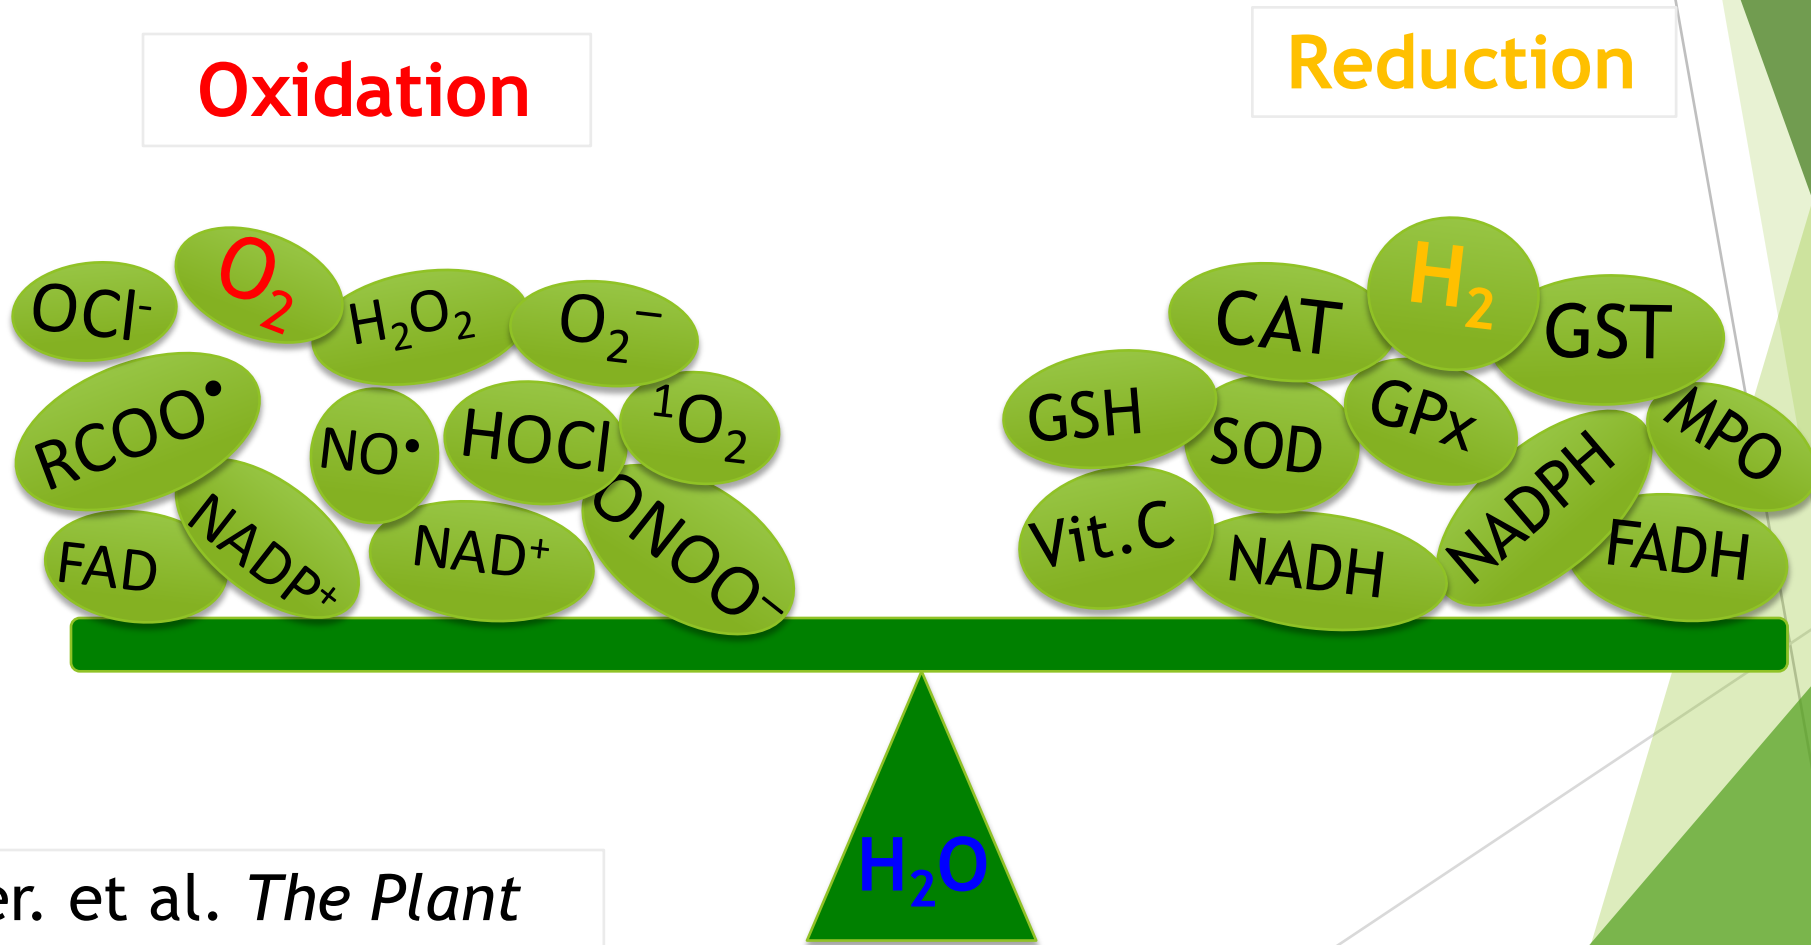 Oxidation
Reduction
OCl⁻
O₂
H₂O₂
O₂⁻
RCOO•
NO•
HOCl
¹O₂
FAD
NADP⁺
NAD⁺
ONOO⁻
CAT
H₂
GST
GSH
SOD
GPx
MPO
Vit.C
NADH
NADPH
FADH
H₂O
et al. The Plant